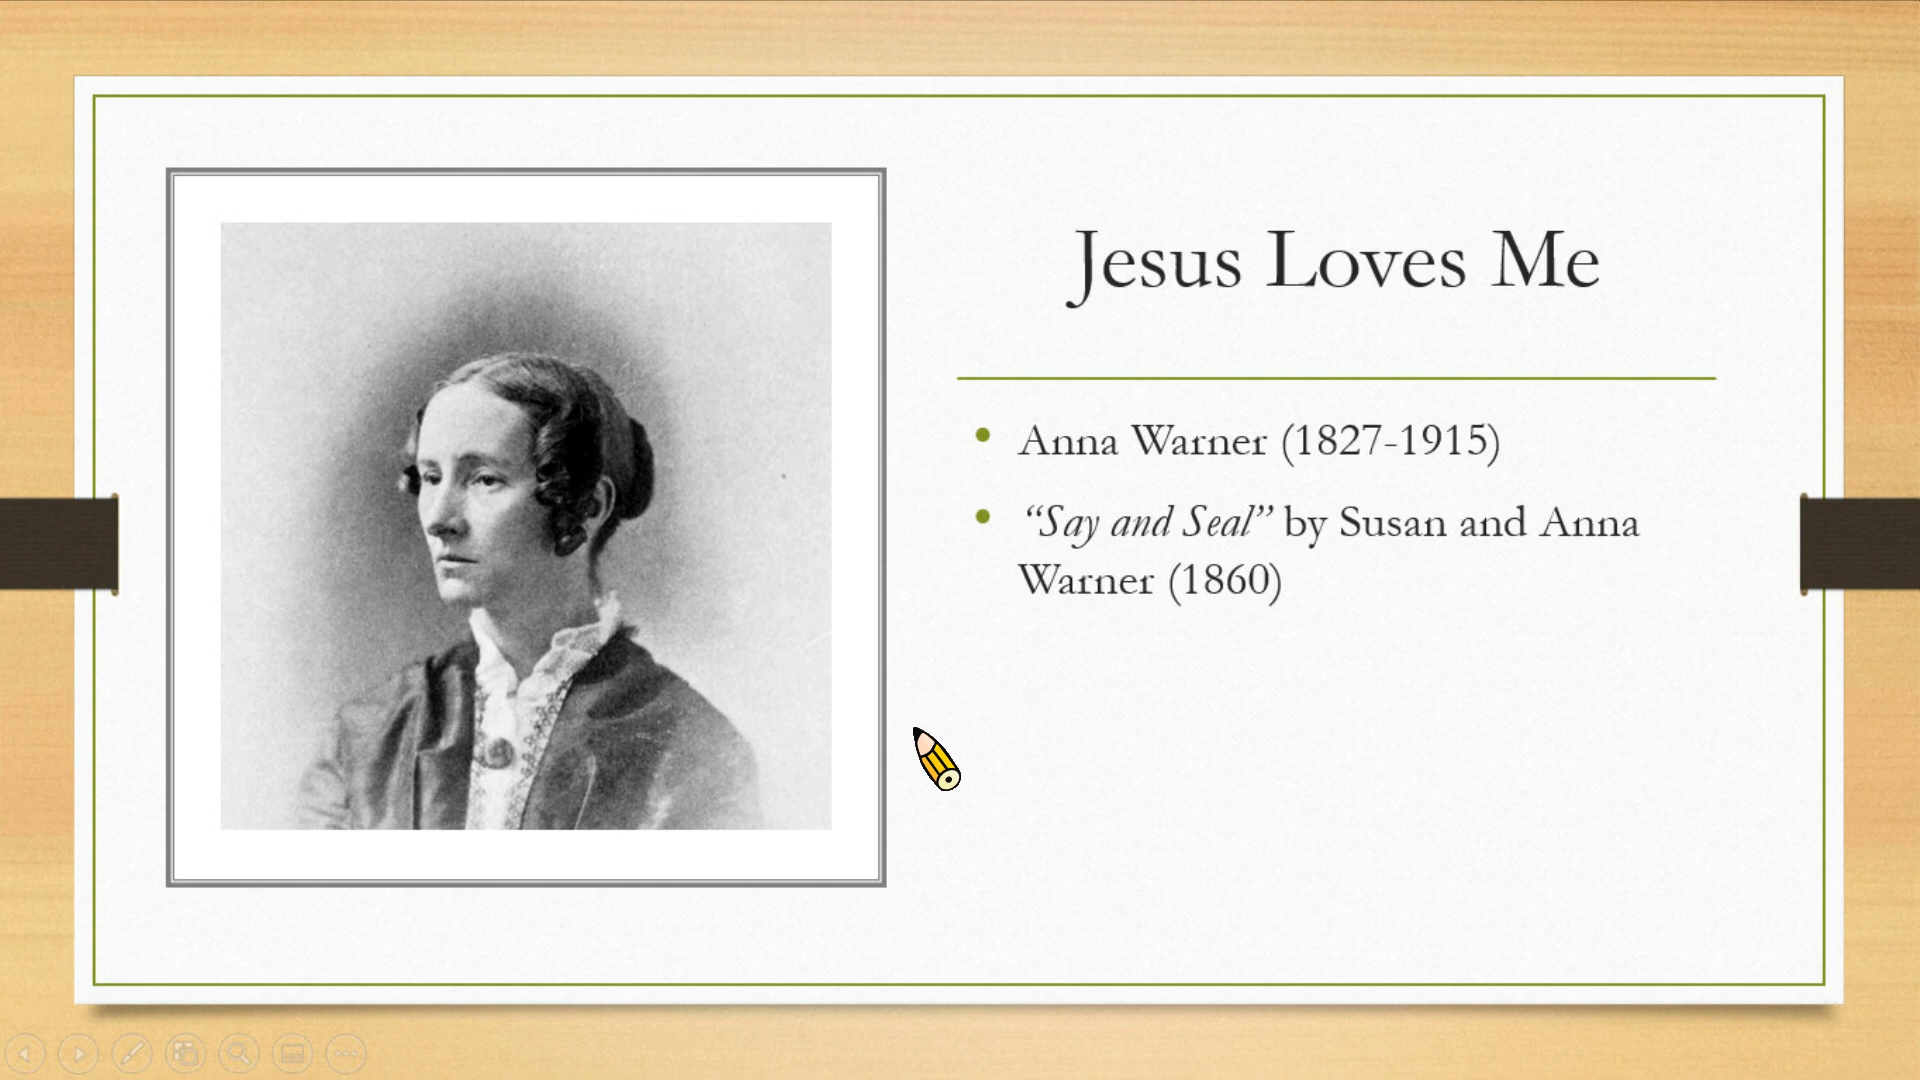 Jesus Loves Me
• Anna Warner (1827-1915)
• “Say and Seal” by Susan and Anna
Warner (1860)